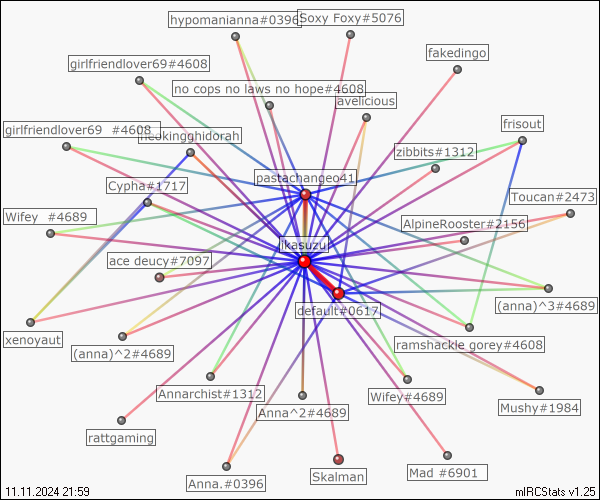 hypomanianna#0396
Soxy Foxy#5076
fakedingo
girlfriendlover69#4608
no cops no laws no hope#4608
avelicious
frisout
girlfriendlover69 #4608
neokingghidorah
zibbits#1312
pastachangeo41
Cypha#1717
Toucan#2473
Wifey #4689
AlpineRooster#2156
ikasuzu
ace deucy#7097
(anna)^3#4689
default#0617
xenoyaut
(anna)^2#4689
ramshackle gorey#4608
Annarchist#1312
Wifey#4689
Anna^2#4689
Mushy#1984
rattgaming
Anna.#0396
Skalman
Mad #6901
11.11.2024 21:59
mIRCStats v1.25